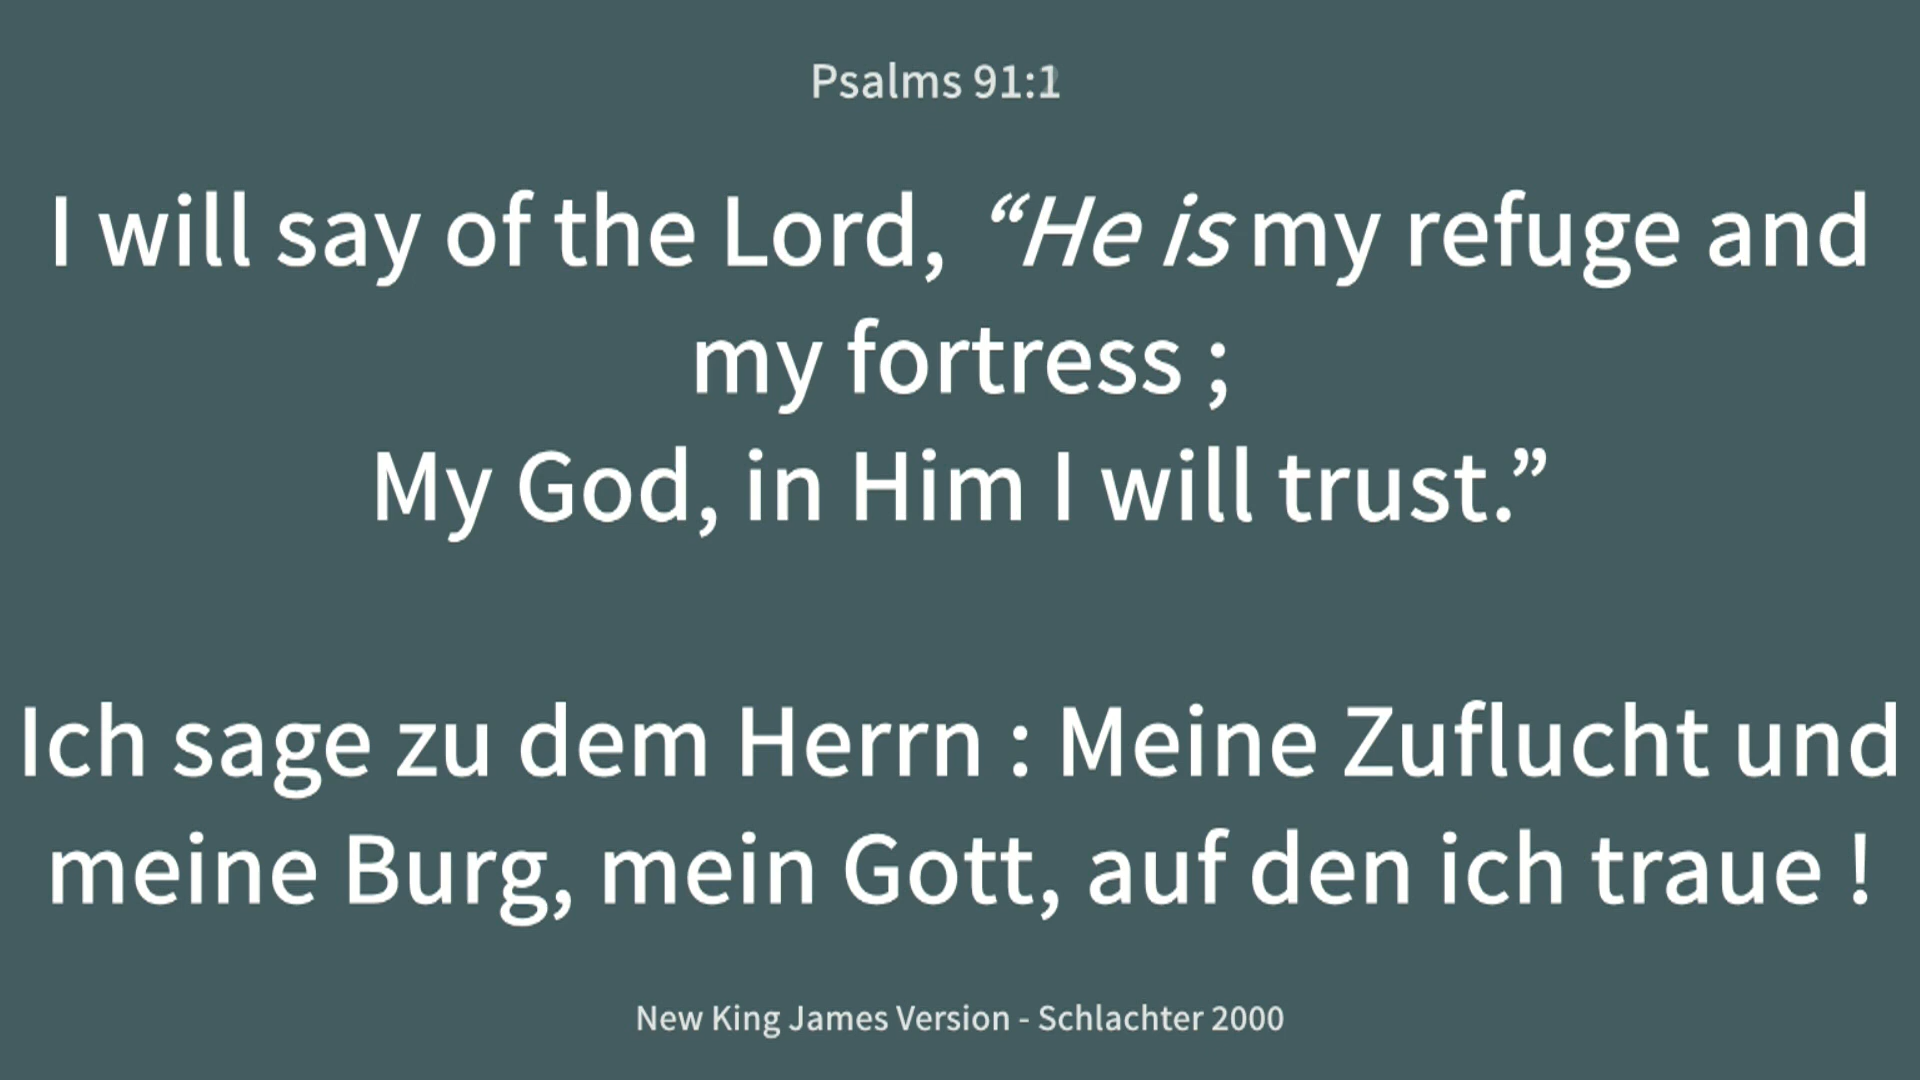 Psalms 91:1
I will say of the Lord, “He is my refuge and
my fortress ;
My God, in Him I will trust.”
Ich sage zu dem Herrn : Meine Zuflucht und
meine Burg, mein Gott, auf den ich traue !
New King James Version - Schlachter 2000